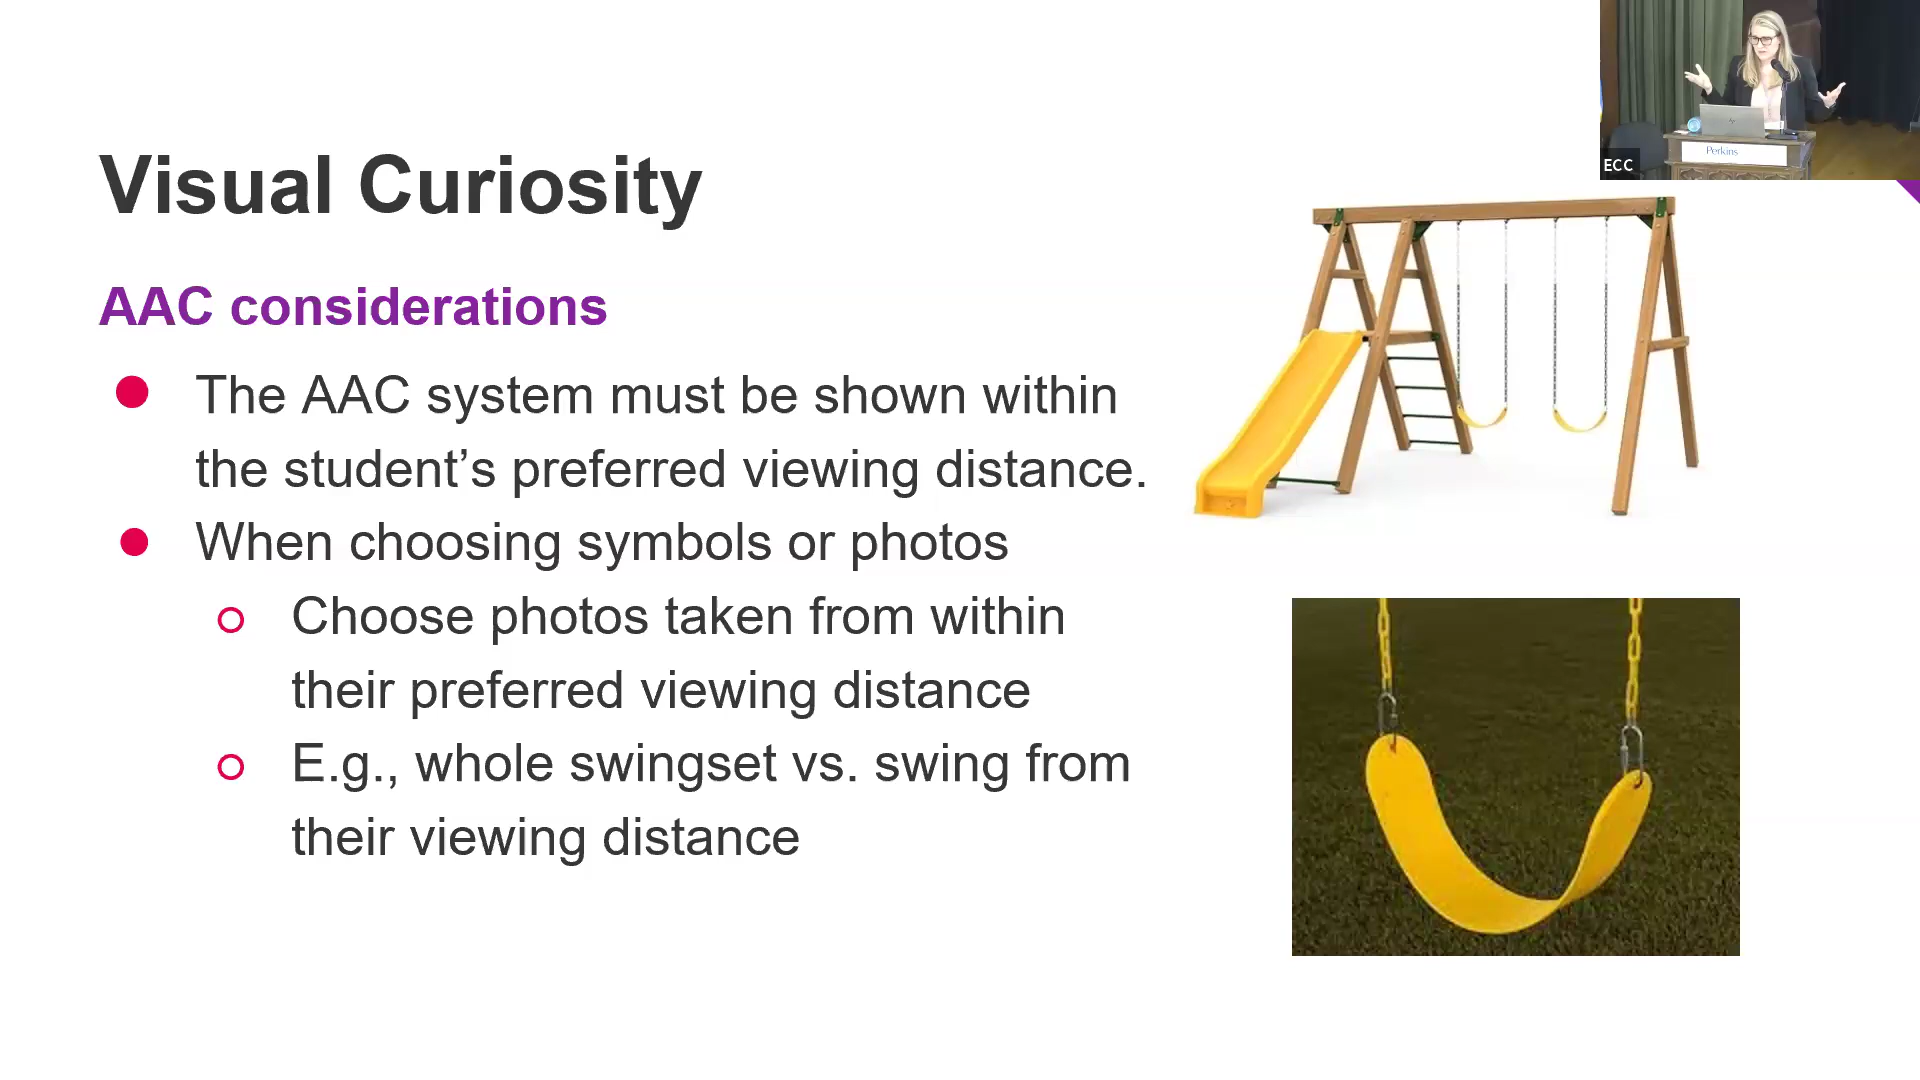 Visual Curiosity
AAC considerations
The AAC system must be shown within
the student’s preferred viewing distance.
When choosing symbols or photos
Choose photos taken from within
their preferred viewing distance
E.g., whole swingset vs. swing from
their viewing distance
Perkins
ECC